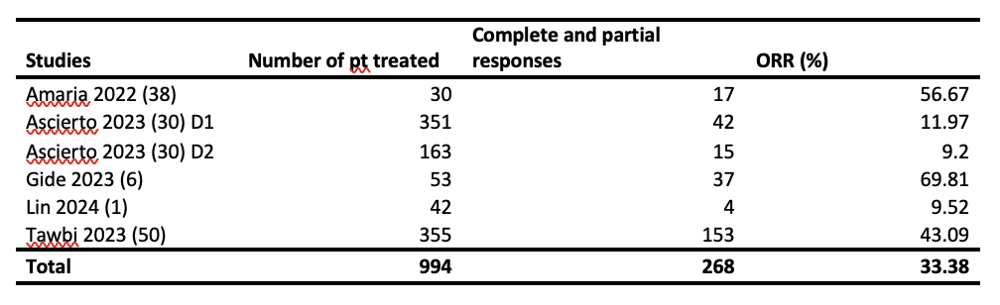 Studies Number of pt treated Complete and partial responses ORR (%)
Amaria 2022 (38) 30 17 56.67
Ascierto 2023 (30) D1 351 42 11.97
Ascierto 2023 (30) D2 163 15 9.2
Gide 2023 (6) 53 37 69.81
Lin 2024 (1) 42 4 9.52
Tawbi 2023 (50) 355 153 43.09
Total 994 268 33.38